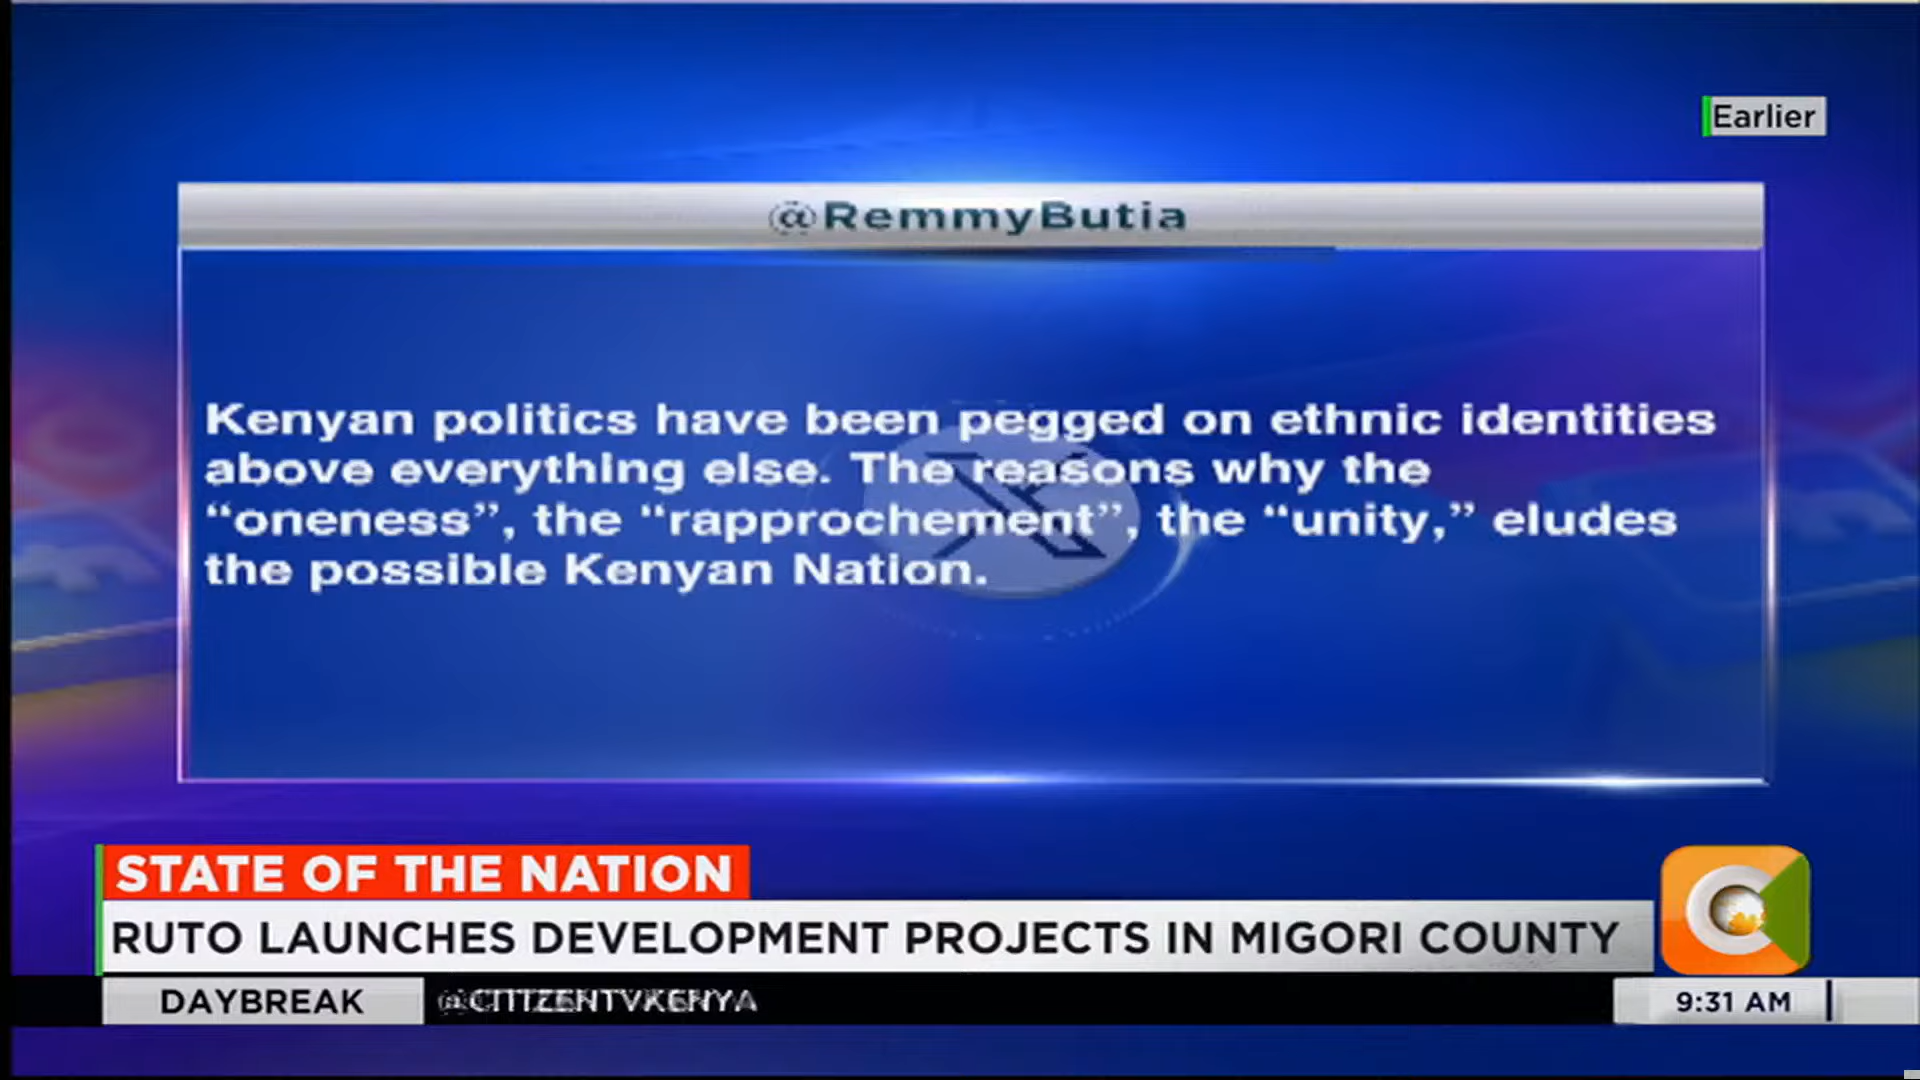 Earlier
@RemmyButia
Kenyan politics have been pegged on ethnic identities
above everything else. The reasons why the
“oneness”, the “rapprochement”, the “unity,” eludes
the possible Kenyan Nation.
STATE OF THE NATION
RUTO LAUNCHES DEVELOPMENT PROJECTS IN MIGORI COUNTY
DAYBREAK
@CITIZENTVKENYA
9:31 AM